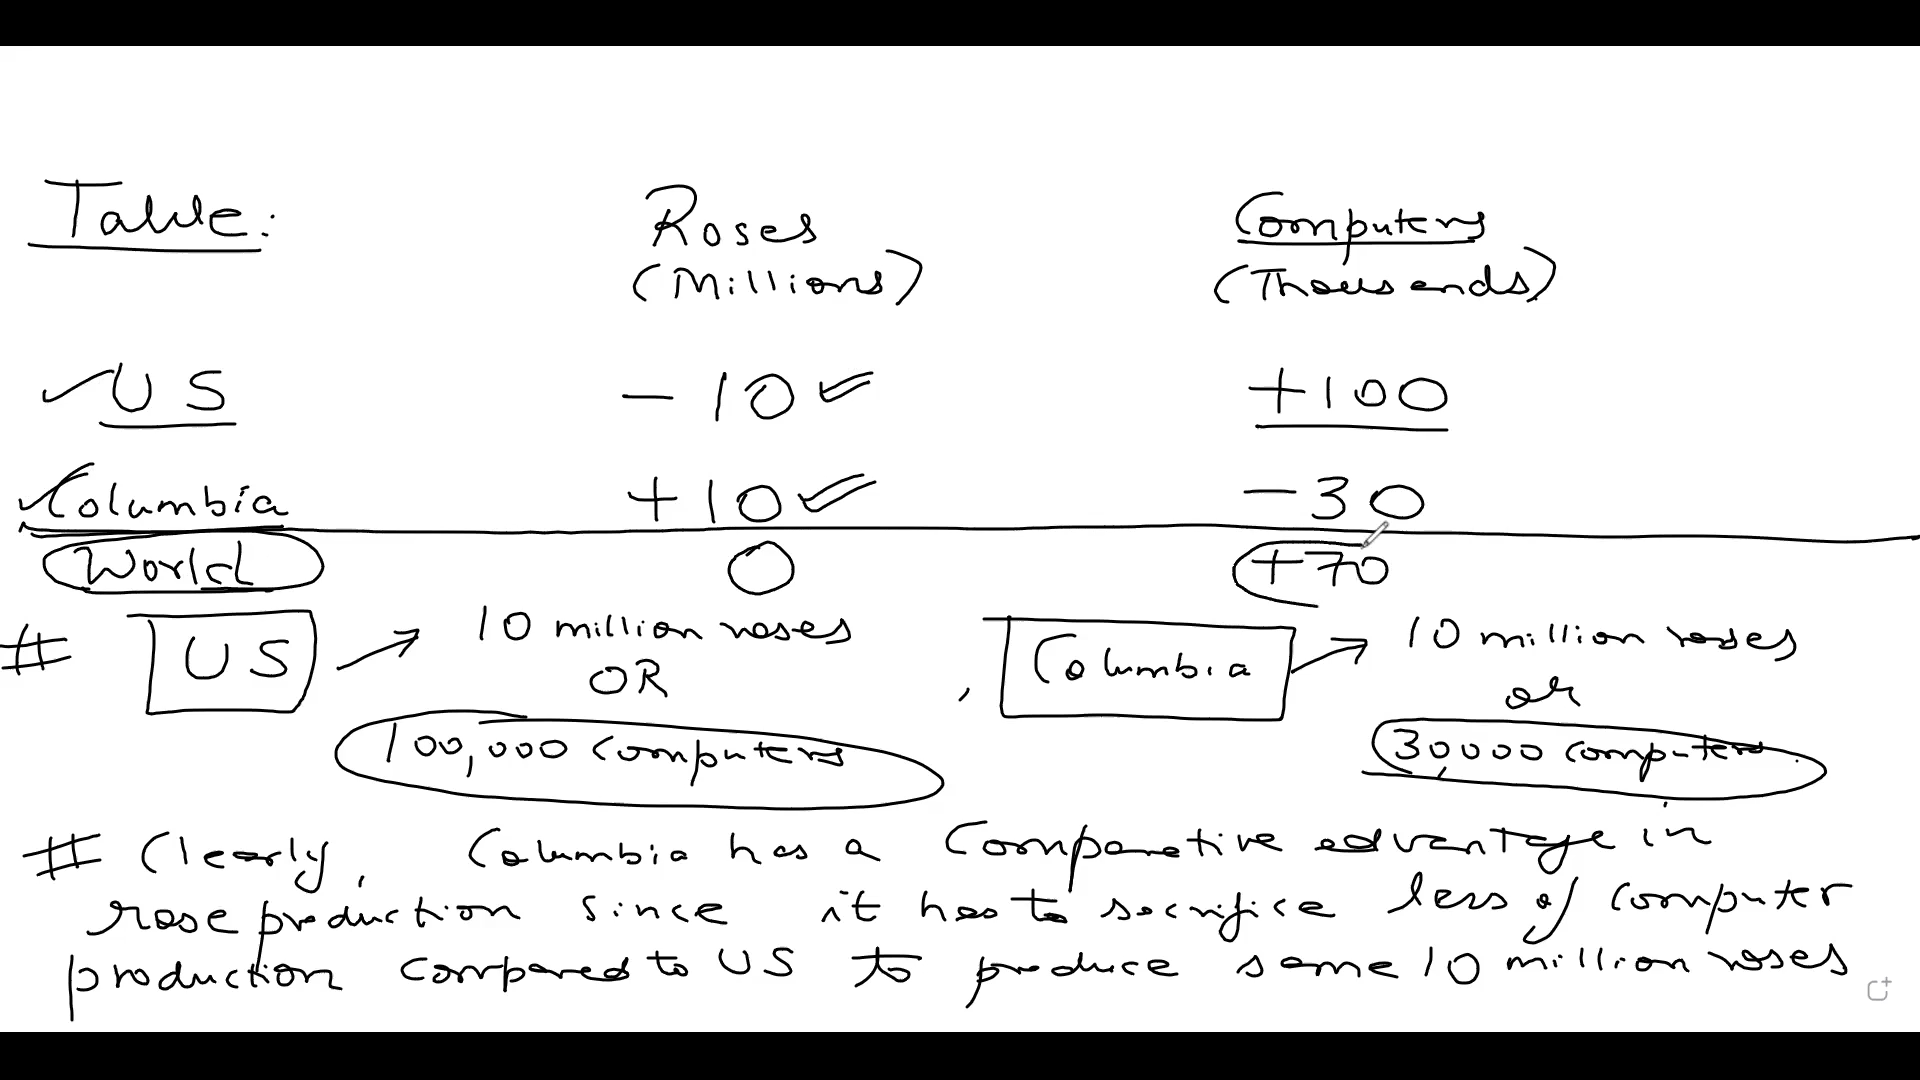 Table: Roses Computers
(Millions) (Thousands)
US -10 +100
Columbia +10 -30
World 0 +70
# US → 10 million roses , Columbia → 10 million roses
OR or
100,000 computers 30,000 computers
# Clearly, Columbia has a comparative advantage in
rose production since it has to sacrifice less of computer
production compared to US to produce same 10 million roses